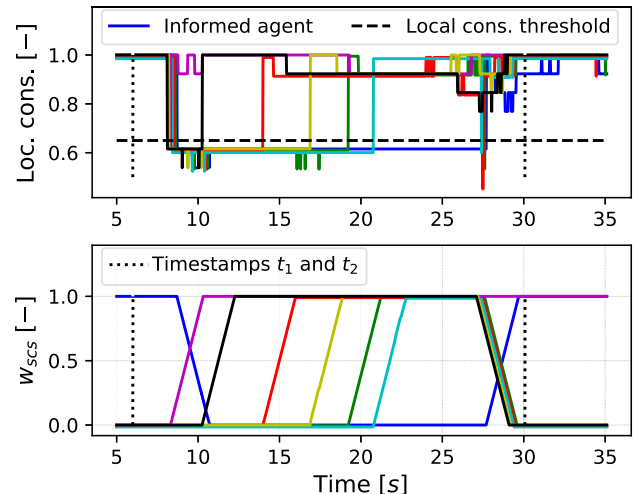 Informed agent
Local cons. threshold
Loc. cons. [−]
1.0
0.8
0.6
5 10 15 20 25 30 35
Timestamps t₁ and t₂
w_scs [−]
1.0
0.5
0.0
5 10 15 20 25 30 35
Time [s]